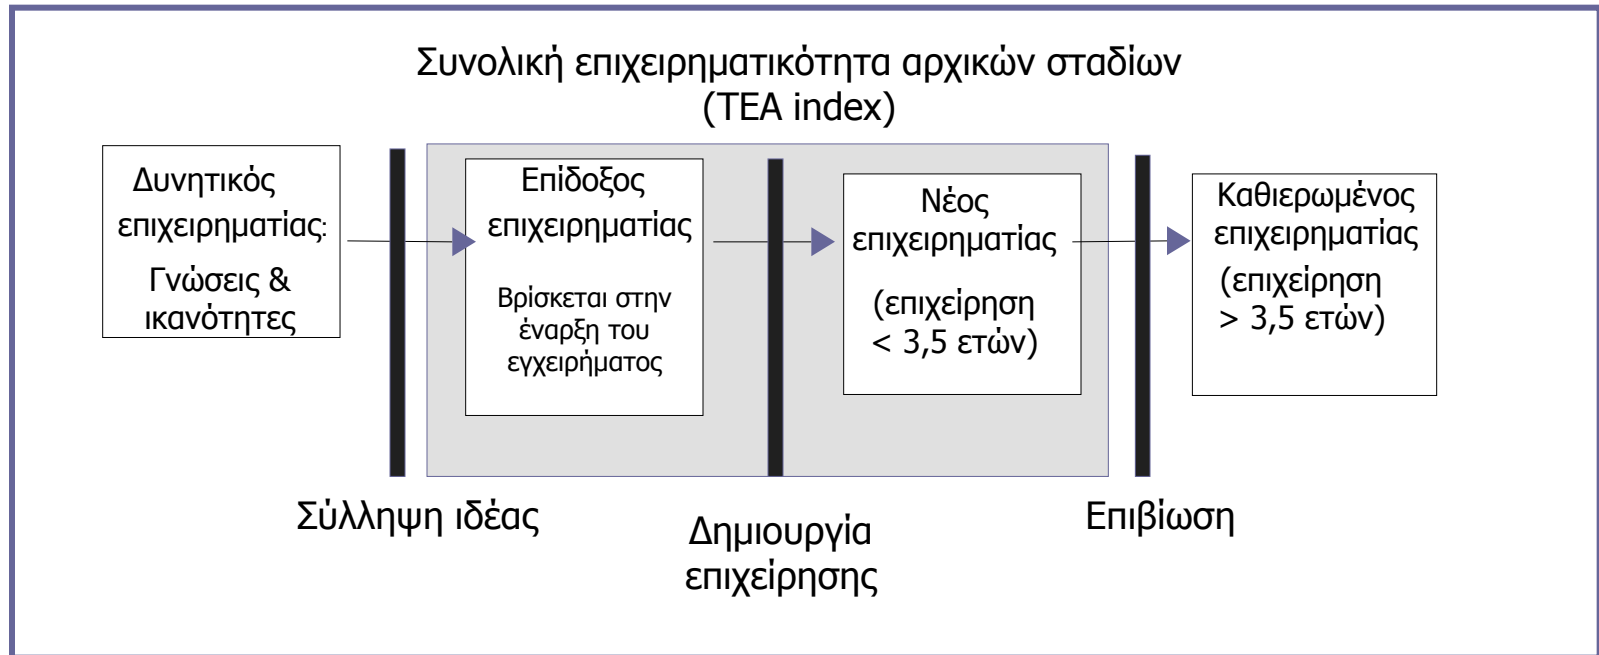 Συνολική επιχειρηματικότητα αρχικών σταδίων
(TEA index)
Δυνητικός
επιχειρηματίας:
Γνώσεις &
ικανότητες
Επίδοξος
επιχειρηματίας
Βρίσκεται στην
έναρξη του
εγχειρήματος
Νέος
επιχειρηματίας
(επιχείρηση
< 3,5 ετών)
Καθιερωμένος
επιχειρηματίας
(επιχείρηση
> 3,5 ετών)
Σύλληψη ιδέας
Δημιουργία
επιχείρησης
Επιβίωση